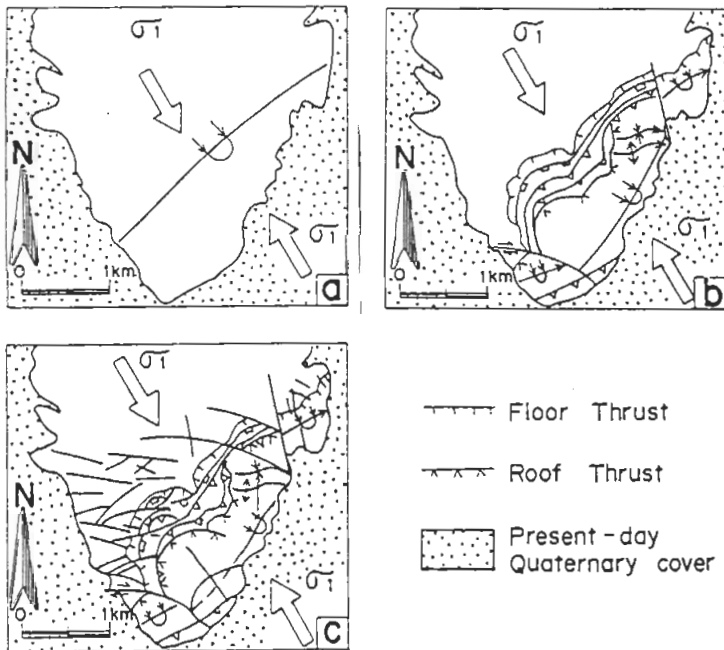 σ1
N
σ1
0
1km
a
σ1
N
σ1
0
1km
b
σ1
N
σ1
0
1km
c
Floor Thrust
Roof Thrust
Present-day
Quaternary cover